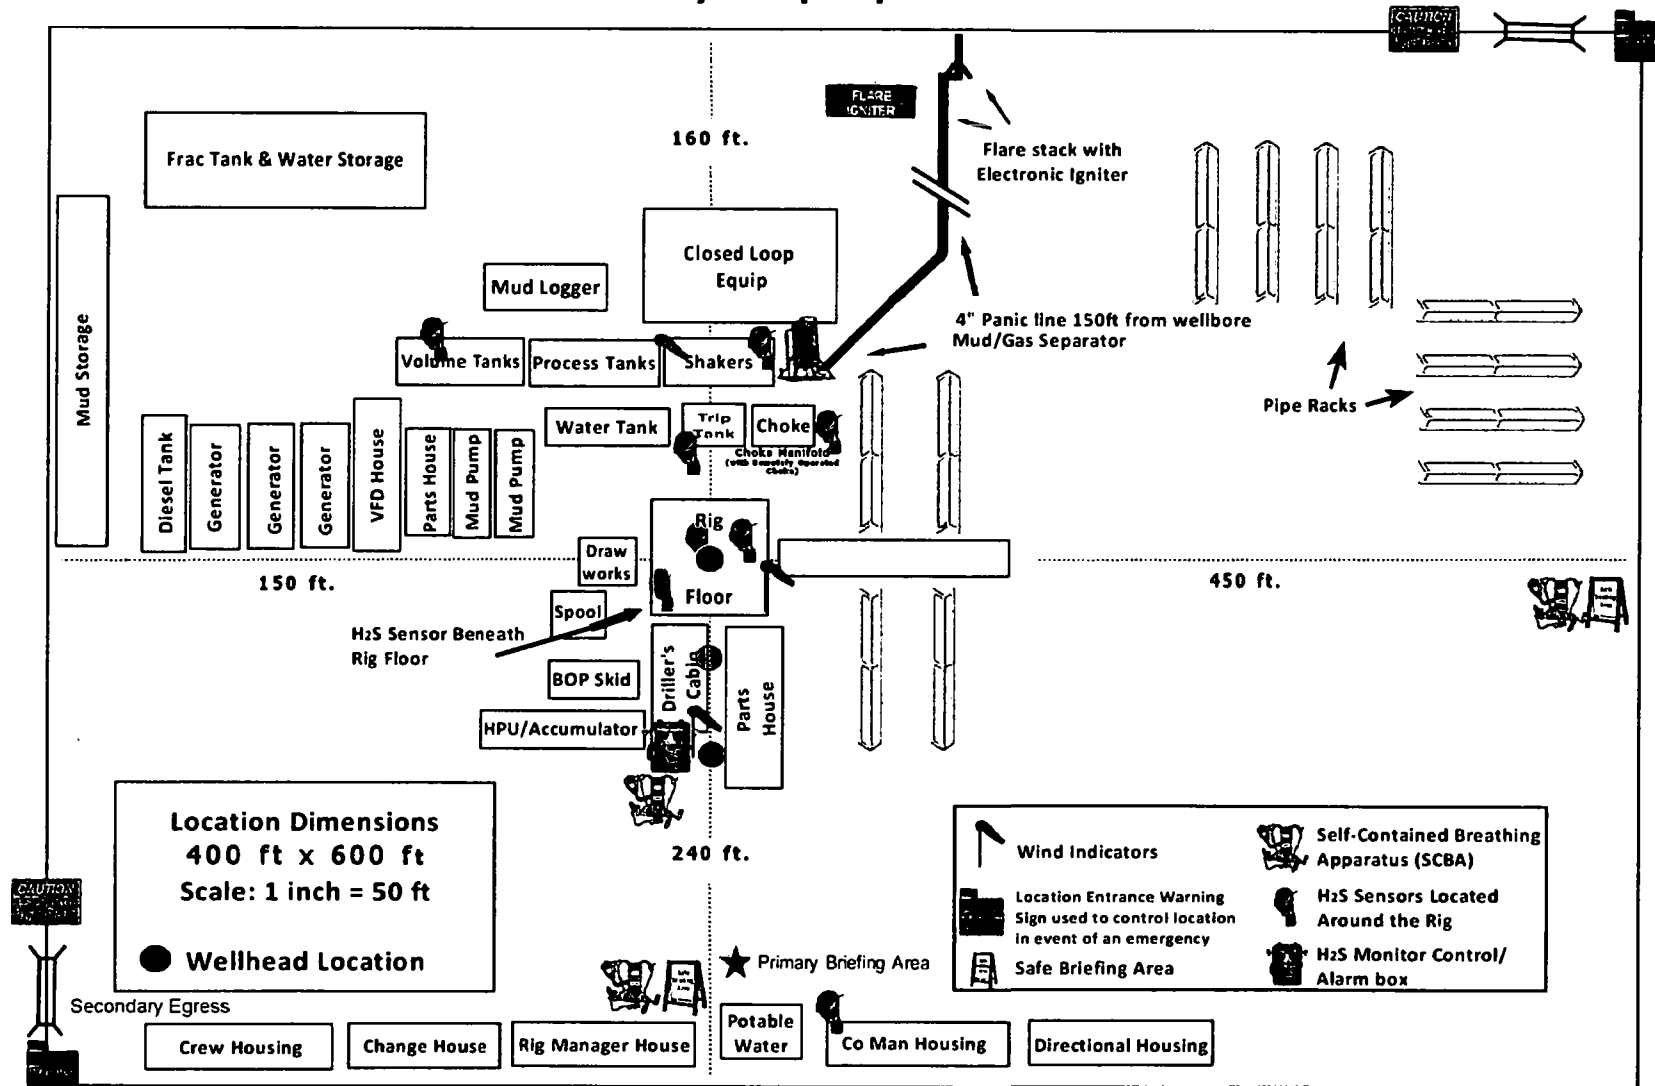 CAUTION
FLARE
IGNITER
160 ft.
Flare stack with
Electronic Igniter
Frac Tank & Water Storage
Closed Loop
Equip
Mud Logger
Mud Storage
4" Panic line 150ft from wellbore
Mud/Gas Separator
Volume Tanks
Process Tanks
Shakers
Pipe Racks
Water Tank
Trip
Tank
Choke
Choke Manifold
(with Remotely Operated
Choke)
Diesel Tank
Generator
Generator
Generator
VFD House
Parts House
Mud Pump
Mud Pump
Rig
Floor
Draw
works
150 ft.
450 ft.
Spool
H2S Sensor Beneath
Rig Floor
Driller's
Cabin
Parts
House
BOP Skid
HPU/Accumulator
240 ft.
Location Dimensions
400 ft x 600 ft
Scale: 1 inch = 50 ft
Wellhead Location
CAUTION
Wind Indicators
Location Entrance Warning
Sign used to control location
in event of an emergency
Safe Briefing Area
Self-Contained Breathing
Apparatus (SCBA)
H2S Sensors Located
Around the Rig
H2S Monitor Control/
Alarm box
Primary Briefing Area
Secondary Egress
Crew Housing
Change House
Rig Manager House
Potable
Water
Co Man Housing
Directional Housing